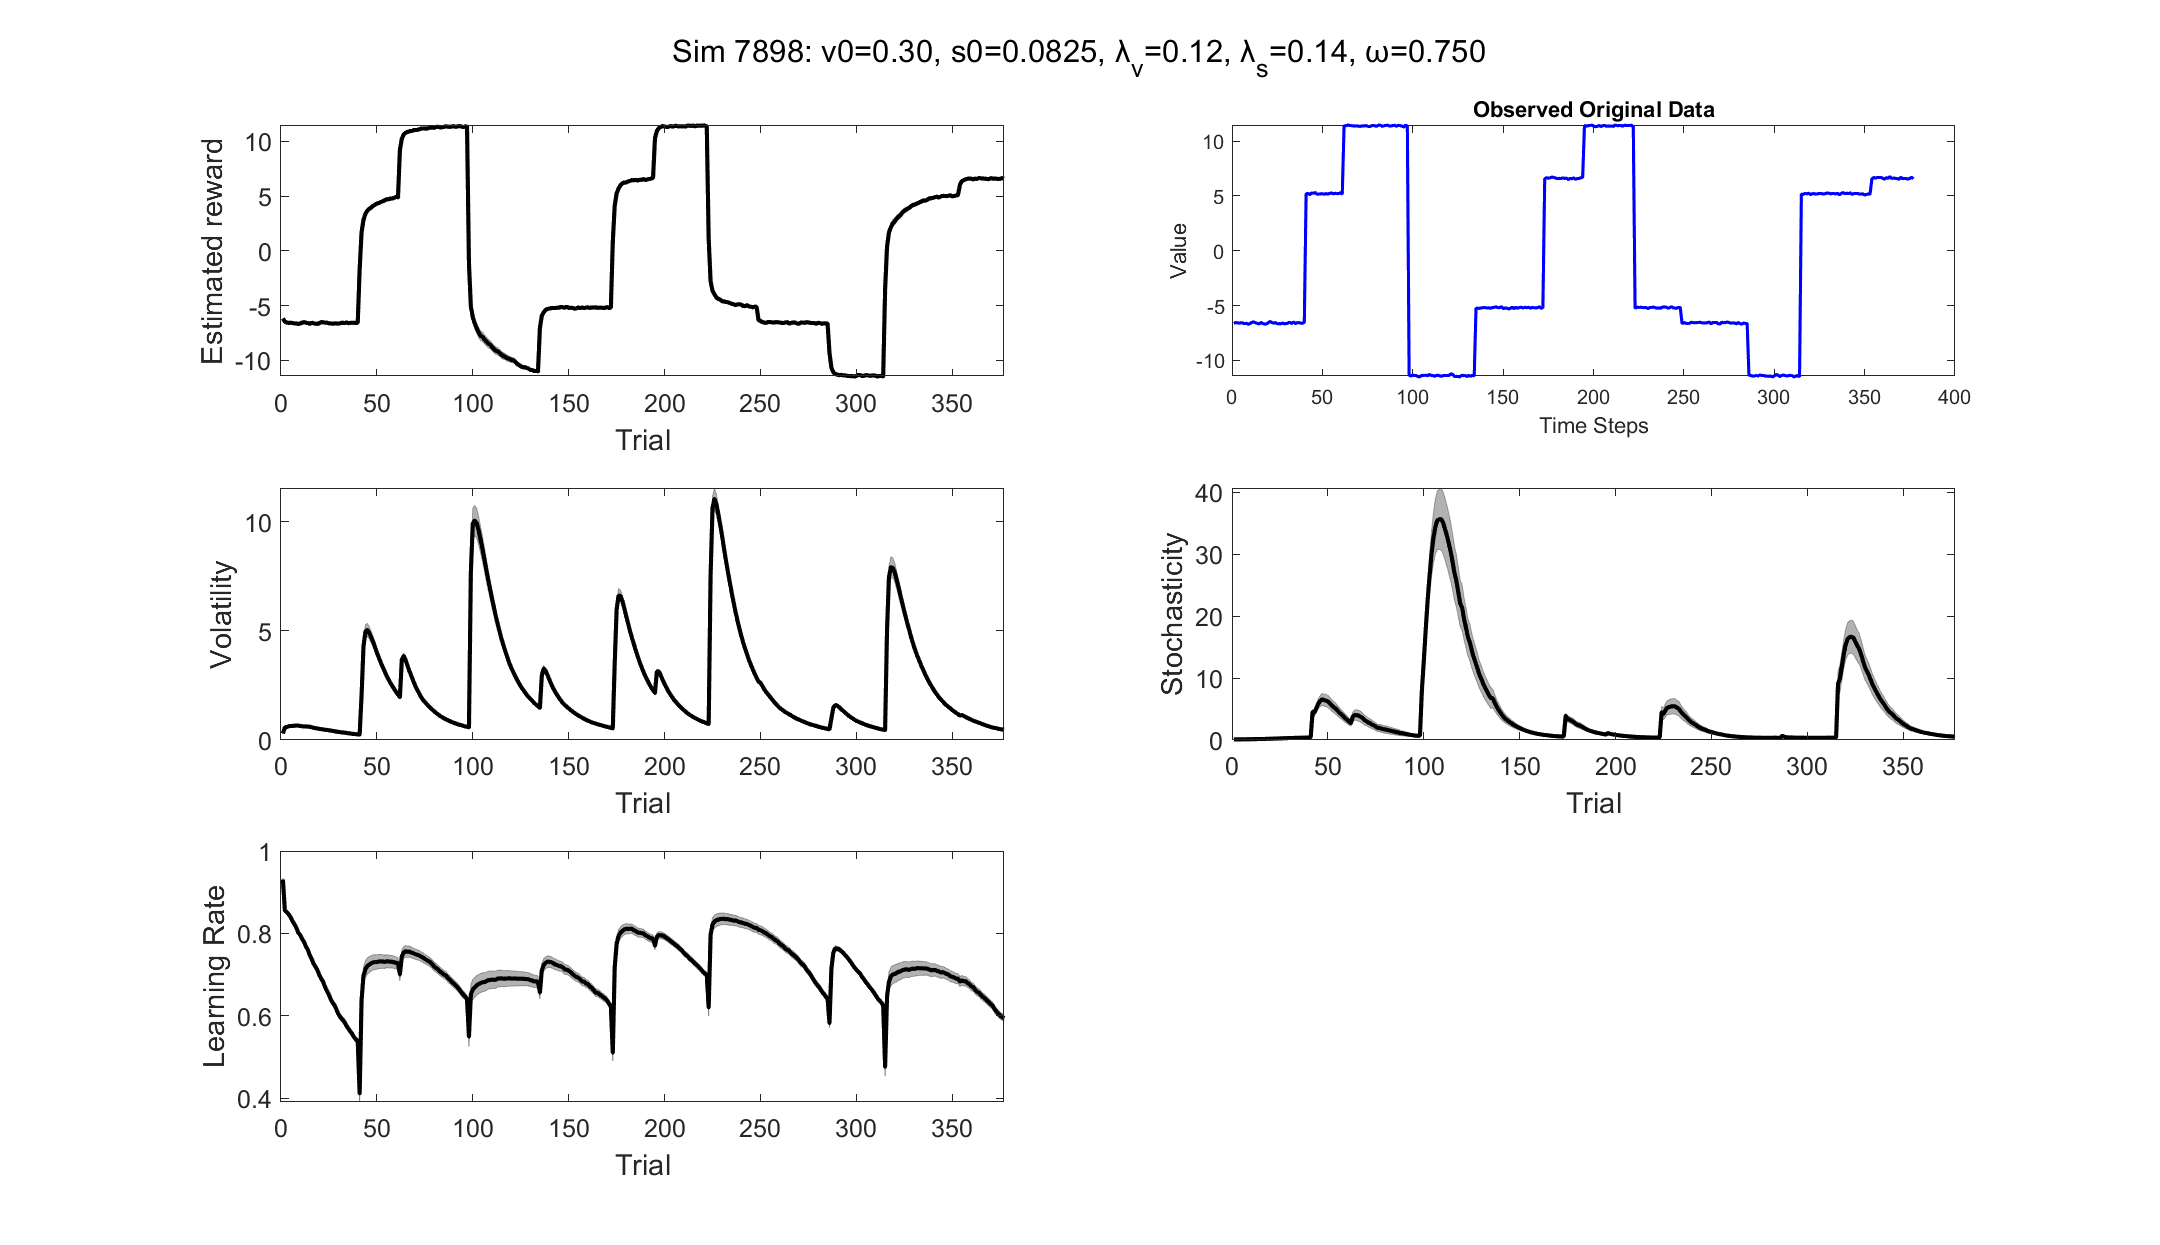 Sim 7898: v0=0.30, s0=0.0825, λ_v=0.12, λ_s=0.14, ω=0.750
Estimated reward
10
5
0
-5
-10
0 50 100 150 200 250 300 350
Trial
Observed Original Data
Value
10
5
0
-5
-10
0 50 100 150 200 250 300 350 400
Time Steps
Volatility
10
5
0
0 50 100 150 200 250 300 350
Trial
Stochasticity
40
30
20
10
0
0 50 100 150 200 250 300 350
Trial
Learning Rate
1
0.8
0.6
0.4
0 50 100 150 200 250 300 350
Trial